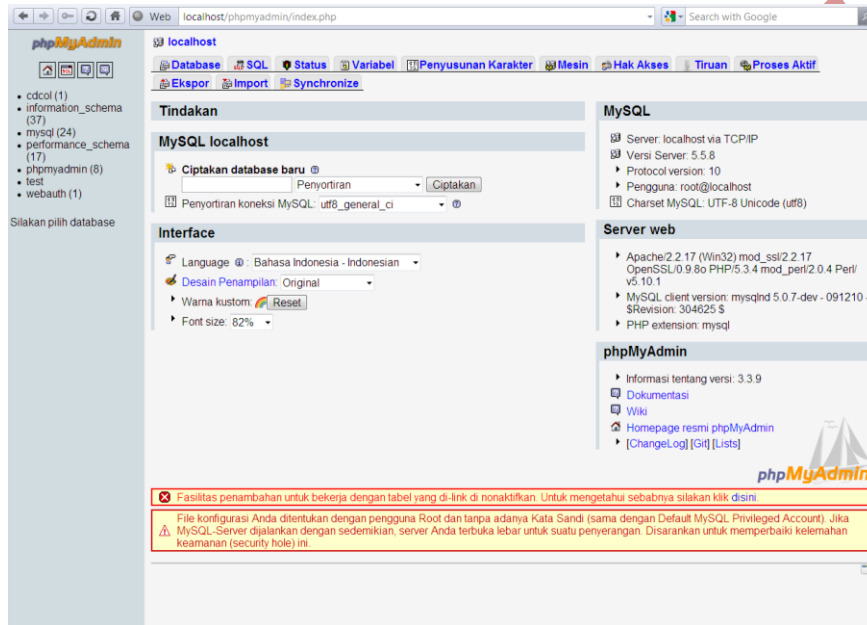 Web localhost/phpmyadmin/index.php Search with Google
phpMyAdmin
cdcol (1)
information_schema
(37)
mysql (24)
performance_schema
(17)
phpmyadmin (8)
test
webauth (1)
Silakan pilih database
localhost
Database SQL Status Variabel Penyusunan Karakter Mesin Hak Akses Tiruan Proses Aktif
Ekspor Import Synchronize
Tindakan
MySQL localhost
Ciptakan database baru
Penyortiran Ciptakan
Penyortiran koneksi MySQL: utf8_general_ci
Interface
Language : Bahasa Indonesia - Indonesian
Desain Penampilan: Original
Warna kustom: Reset
Font size: 82%
MySQL
Server: localhost via TCP/IP
Versi Server: 5.5.8
Protocol version: 10
Pengguna: root@localhost
Charset MySQL: UTF-8 Unicode (utf8)
Server web
Apache/2.2.17 (Win32) mod_ssl/2.2.17
OpenSSL/0.9.8o PHP/5.3.4 mod_perl/2.0.4 Perl/
v5.10.1
MySQL client version: mysqlnd 5.0.7-dev - 091210 -
$Revision: 304625 $
PHP extension: mysql
phpMyAdmin
Informasi tentang versi: 3.3.9
Dokumentasi
Wiki
Homepage resmi phpMyAdmin
[ChangeLog] [Git] [Lists]
phpMyAdmin
Fasilitas penambahan untuk bekerja dengan tabel yang di-link di nonaktifkan. Untuk mengetahui sebabnya silakan klik disini.
File konfigurasi Anda ditentukan dengan pengguna Root dan tanpa adanya Kata Sandi (sama dengan Default MySQL Privileged Account). Jika
MySQL-Server dijalankan dengan sedemikian, server Anda terbuka lebar untuk suatu penyerangan. Disarankan untuk memperbaiki kelemahan
keamanan (security hole) ini.